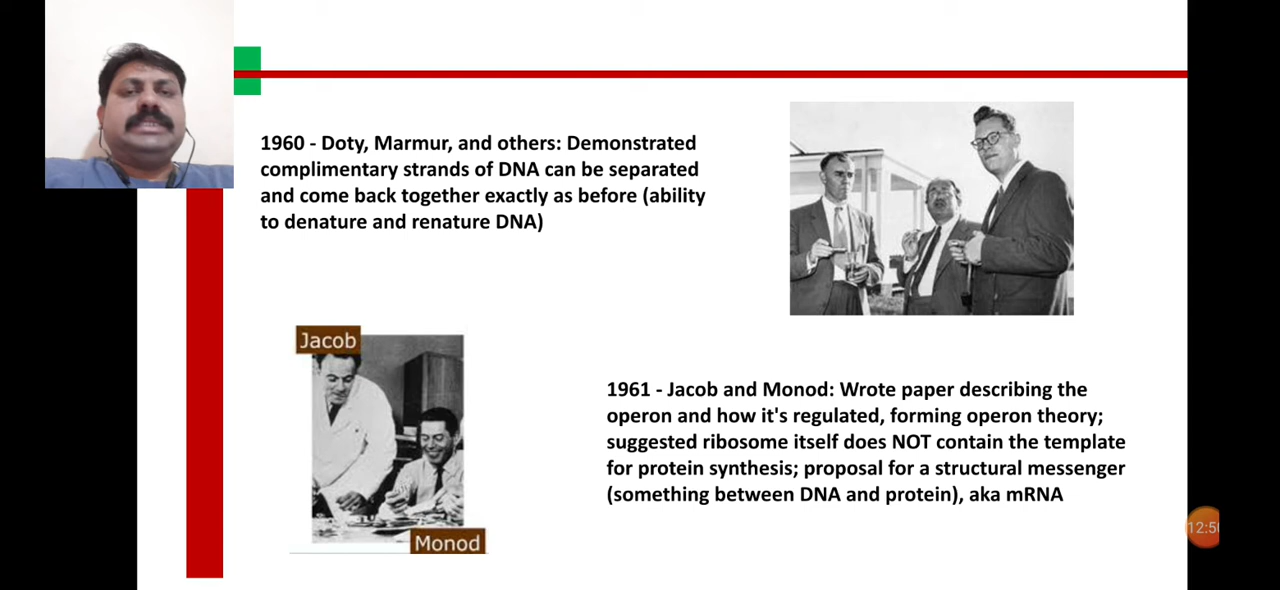 1960 - Doty, Marmur, and others: Demonstrated
complimentary strands of DNA can be separated
and come back together exactly as before (ability
to denature and renature DNA)
Jacob
Monod
1961 - Jacob and Monod: Wrote paper describing the
operon and how it's regulated, forming operon theory;
suggested ribosome itself does NOT contain the template
for protein synthesis; proposal for a structural messenger
(something between DNA and protein), aka mRNA
12:50